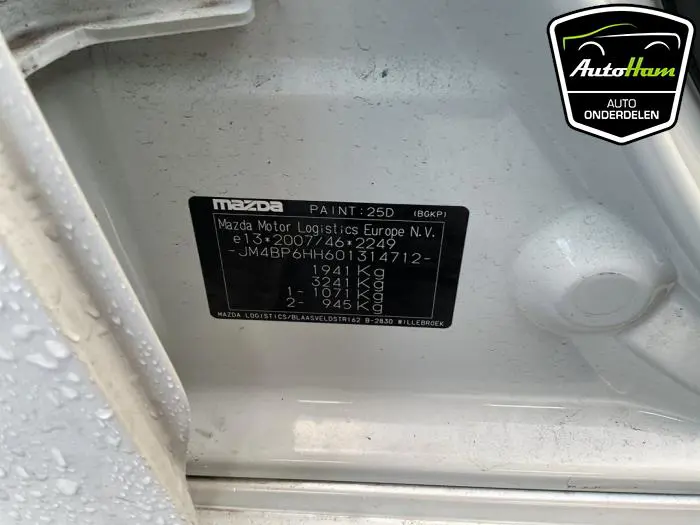 mazda PAINT:25D (BGKP)
Mazda Motor Logistics Europe N.V.
e13*2007/46*2249
-JM4BP6HH601314712-
1941 Kg
3241 Kg
1- 1071 Kg
2- 945 Kg
MAZDA LOGISTICS/BLAASVELDSTR162 B-2830 WILLEBROEK
AutoHam
AUTO
ONDERDELEN